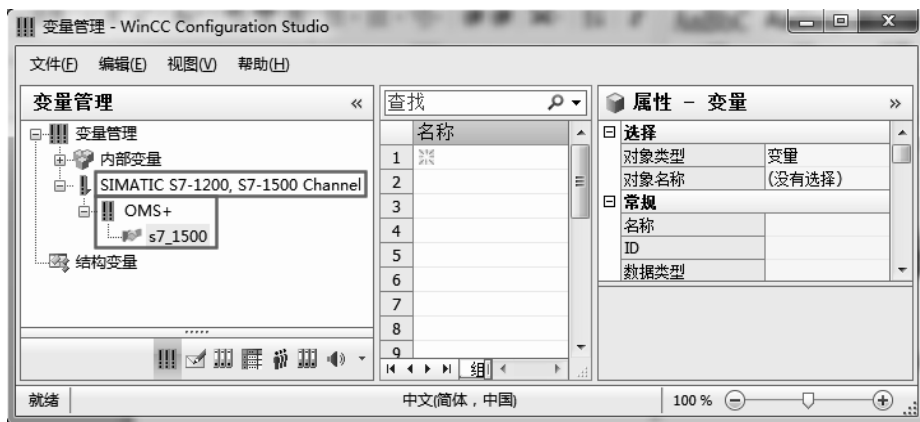 变量管理 - WinCC Configuration Studio
文件(F) 编辑(E) 视图(V) 帮助(H)
变量管理 «
变量管理
内部变量
SIMATIC S7-1200, S7-1500 Channel
OMS+
s7_1500
结构变量
查找
名称
1
2
3
4
5
6
7
8
9
组
属性 - 变量 »
选择
对象类型 变量
对象名称 (没有选择)
常规
名称
ID
数据类型
就绪
中文(简体，中国)
100 %